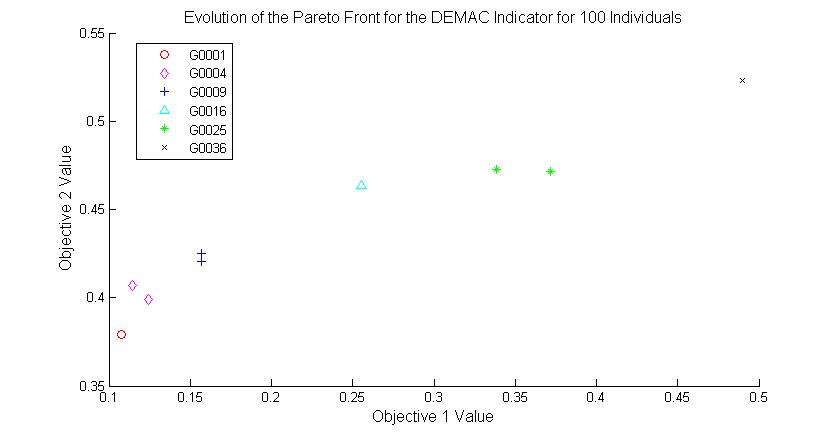 Evolution of the Pareto Front for the DEMAC Indicator for 100 Individuals
0.55
G0001
G0004
G0009
G0016
G0025
G0036
0.5
0.45
0.4
0.35
Objective 2 Value
0.1
0.15
0.2
0.25
0.3
0.35
0.4
0.45
0.5
Objective 1 Value